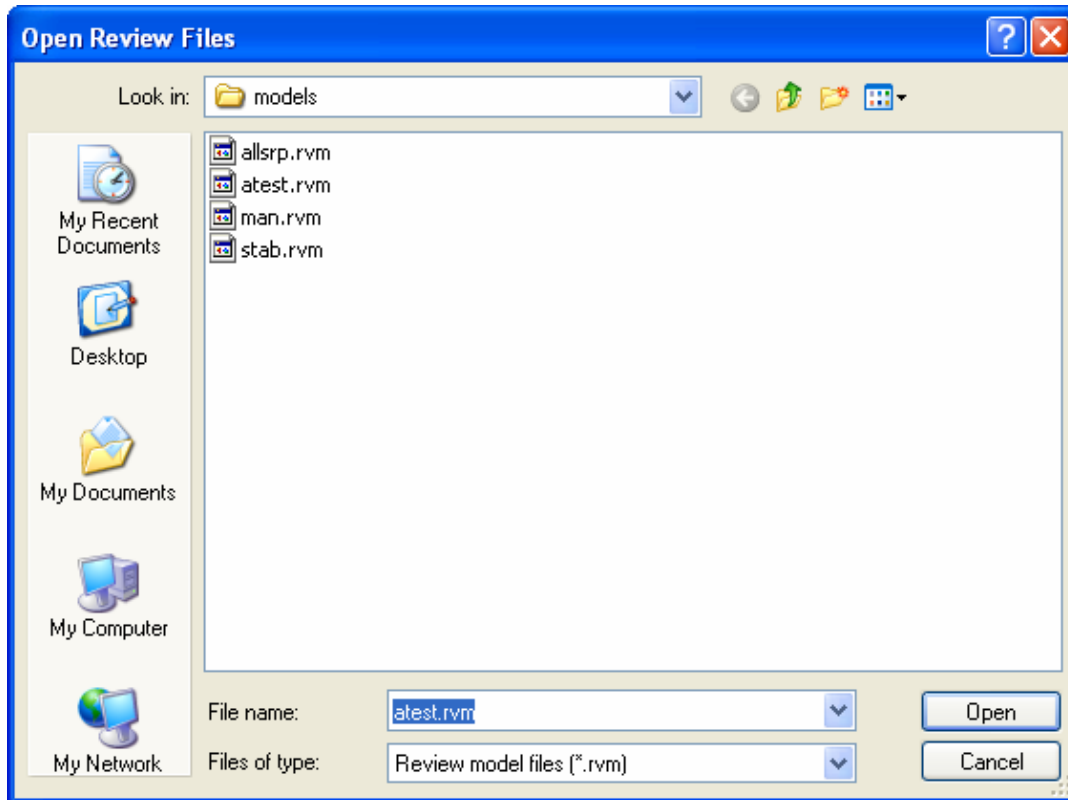 Open Review Files
Look in:
models
allsrp.rvm
atest.rvm
man.rvm
stab.rvm
My Recent
Documents
Desktop
My Documents
My Computer
My Network
File name:
atest.rvm
Open
Files of type:
Review model files (*.rvm)
Cancel